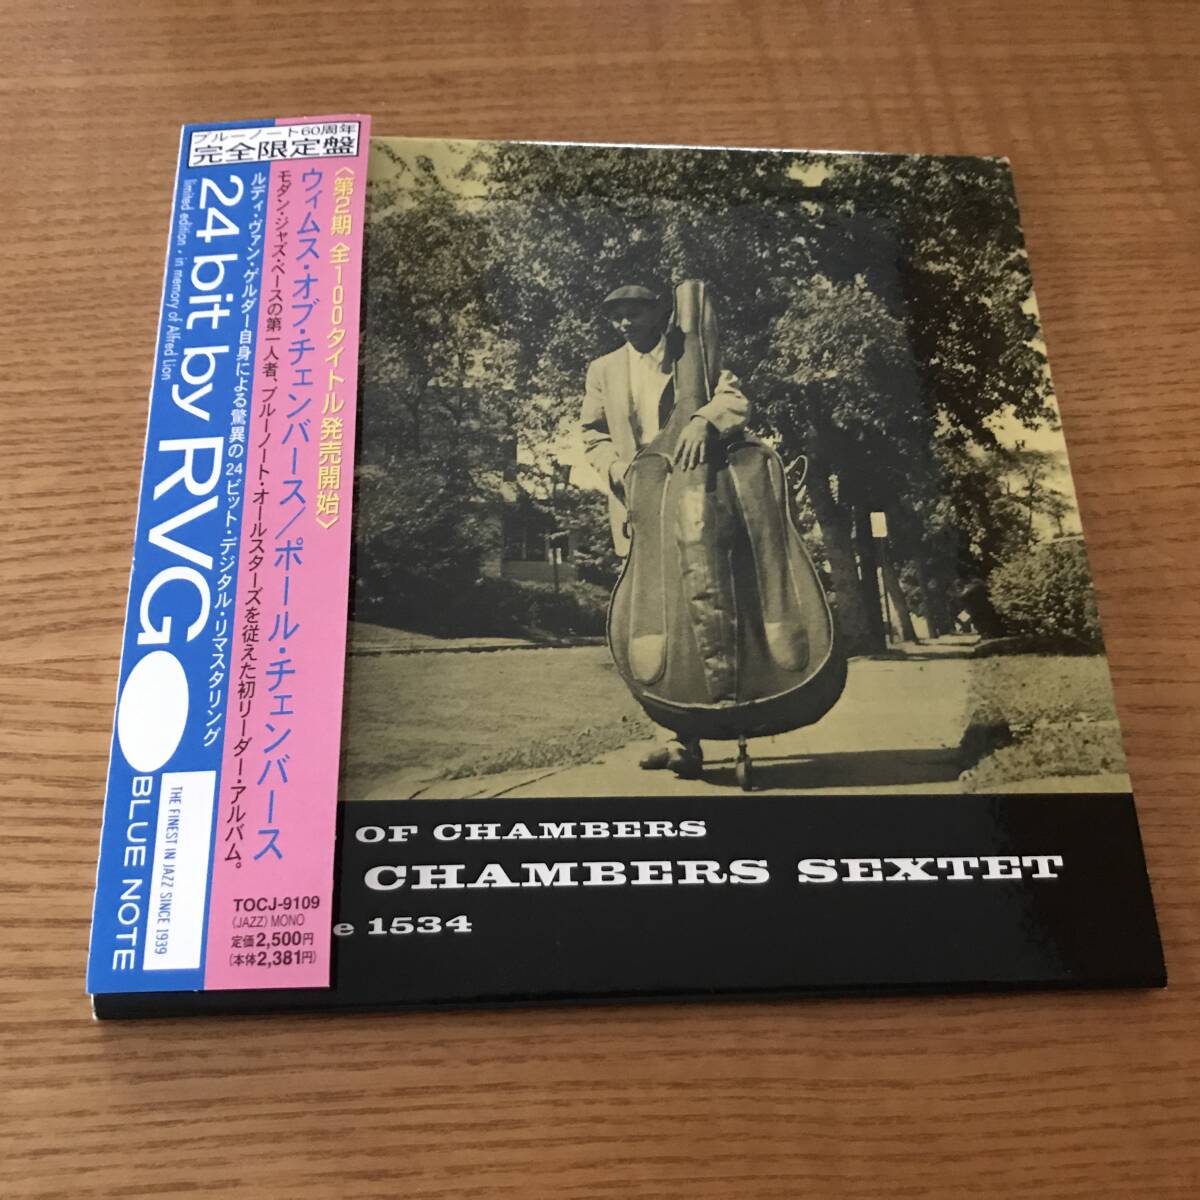 ブルーノート60周年
完全限定盤
〈第2期 全100タイトル発売開始〉
ウィムス・オブ・チェンバース/ポール・チェンバース
モダン・ジャズ・ベースの第一人者、ブルーノート・オールスターズを従えた初リーダー・アルバム。
ルディ・ヴァン・ゲルダー自身による驚異の24ビット・デジタル・リマスタリング
24 bit by RVG
limited edition・in memory of Alfred Lion
BLUE NOTE
THE FINEST IN JAZZ SINCE 1939
TOCJ-9109
(JAZZ) MONO
定価2,500円
(本体2,381円)
OF CHAMBERS
CHAMBERS SEXTET
e 1534